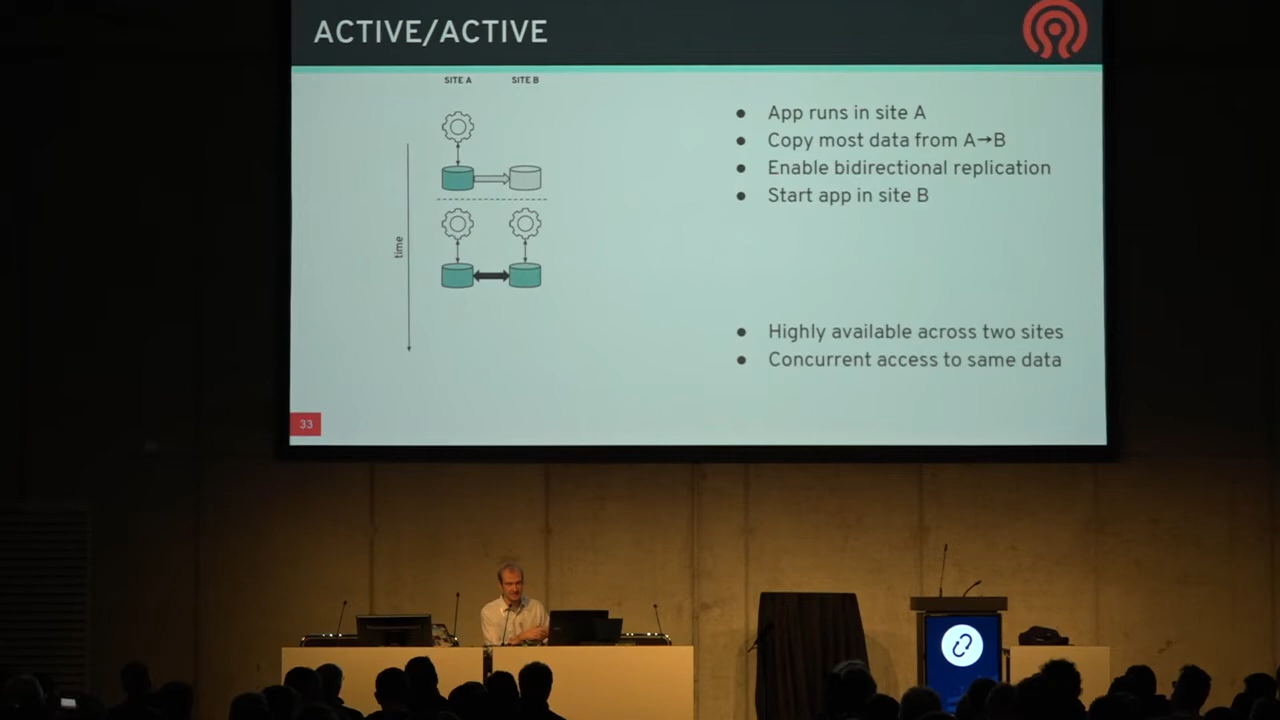 ACTIVE/ACTIVE
SITE A SITE B
time
● App runs in site A
● Copy most data from A→B
● Enable bidirectional replication
● Start app in site B
● Highly available across two sites
● Concurrent access to same data
33